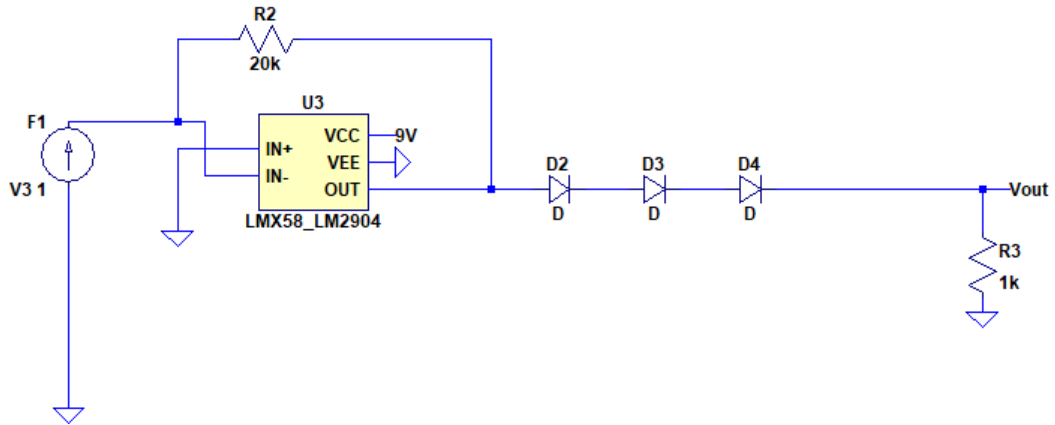 R2
20k
U3
F1
VCC
9V
IN+
VEE
IN-
OUT
V3 1
LMX58_LM2904
D2
D3
D4
D
D
D
Vout
R3
1k